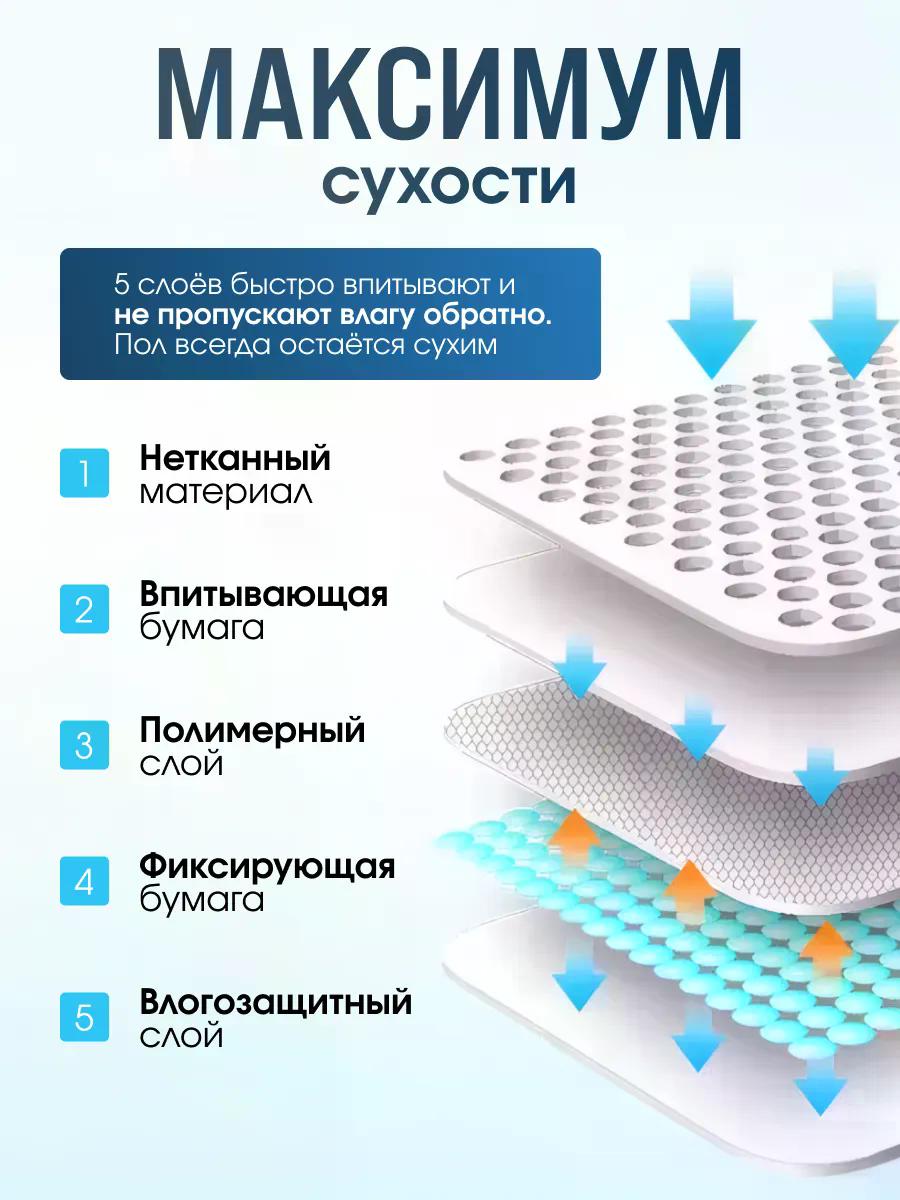 МАКСИМУМ
сухости
5 слоёв быстро впитывают и
не пропускают влагу обратно.
Пол всегда остаётся сухим
1
Нетканный
материал
2
Впитывающая
бумага
3
Полимерный
слой
4
Фиксирующая
бумага
5
Влогозащитный
слой